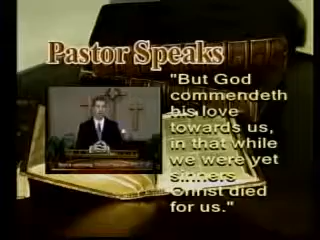 Pastor Speaks
"But God
commendeth
his love
towards us,
in that while
we were yet
sinners
Christ died
for us."